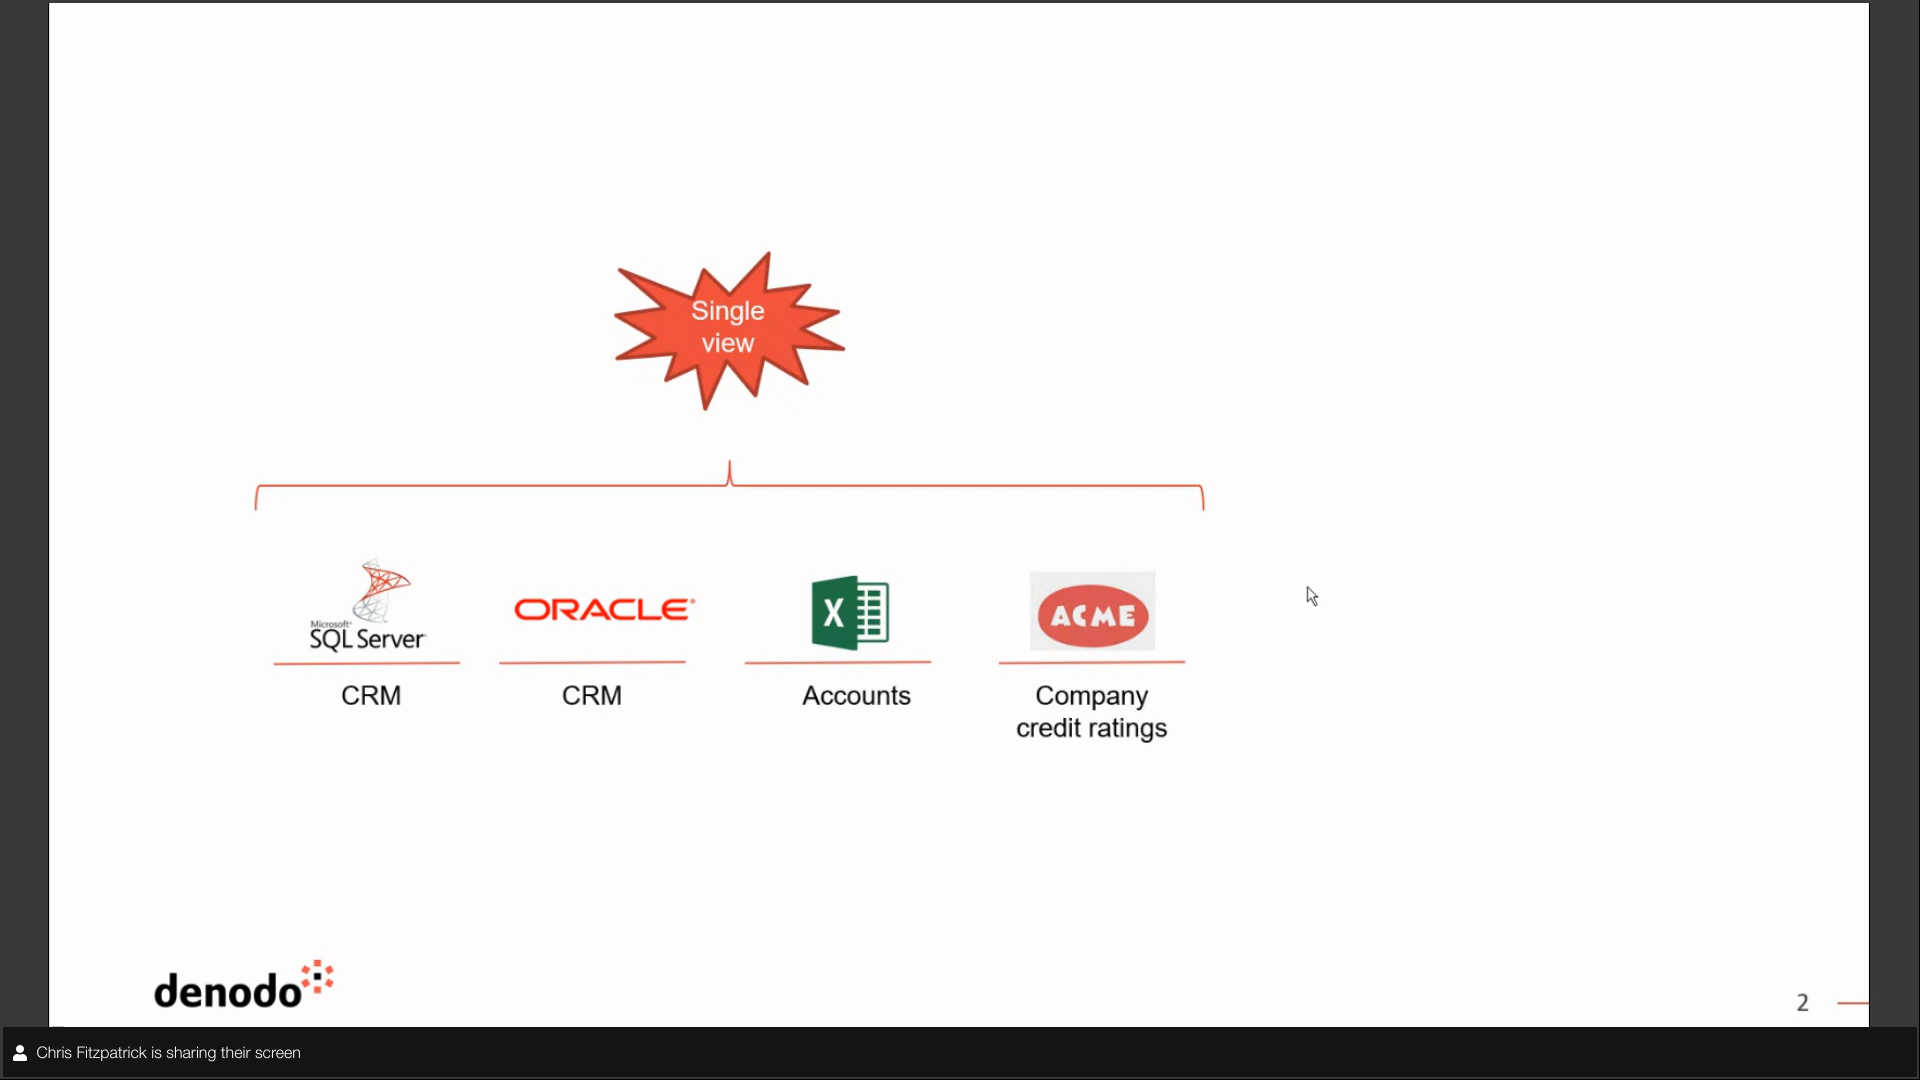 Single
view
Microsoft®
SQL Server
ORACLE®
X
ACME
CRM
CRM
Accounts
Company
credit ratings
denodo
2
Chris Fitzpatrick is sharing their screen